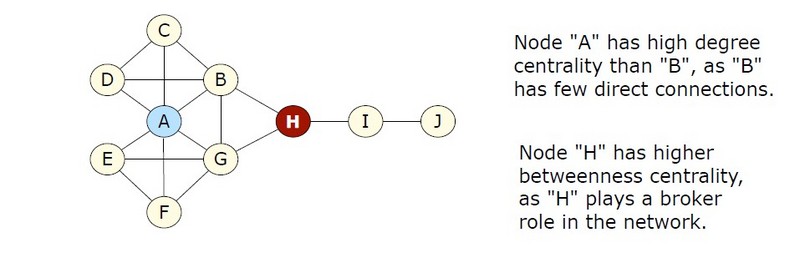 C
D
B
A
H
I
J
E
G
F
Node "A" has high degree
centrality than "B", as "B"
has few direct connections.
Node "H" has higher
betweenness centrality,
as "H" plays a broker
role in the network.